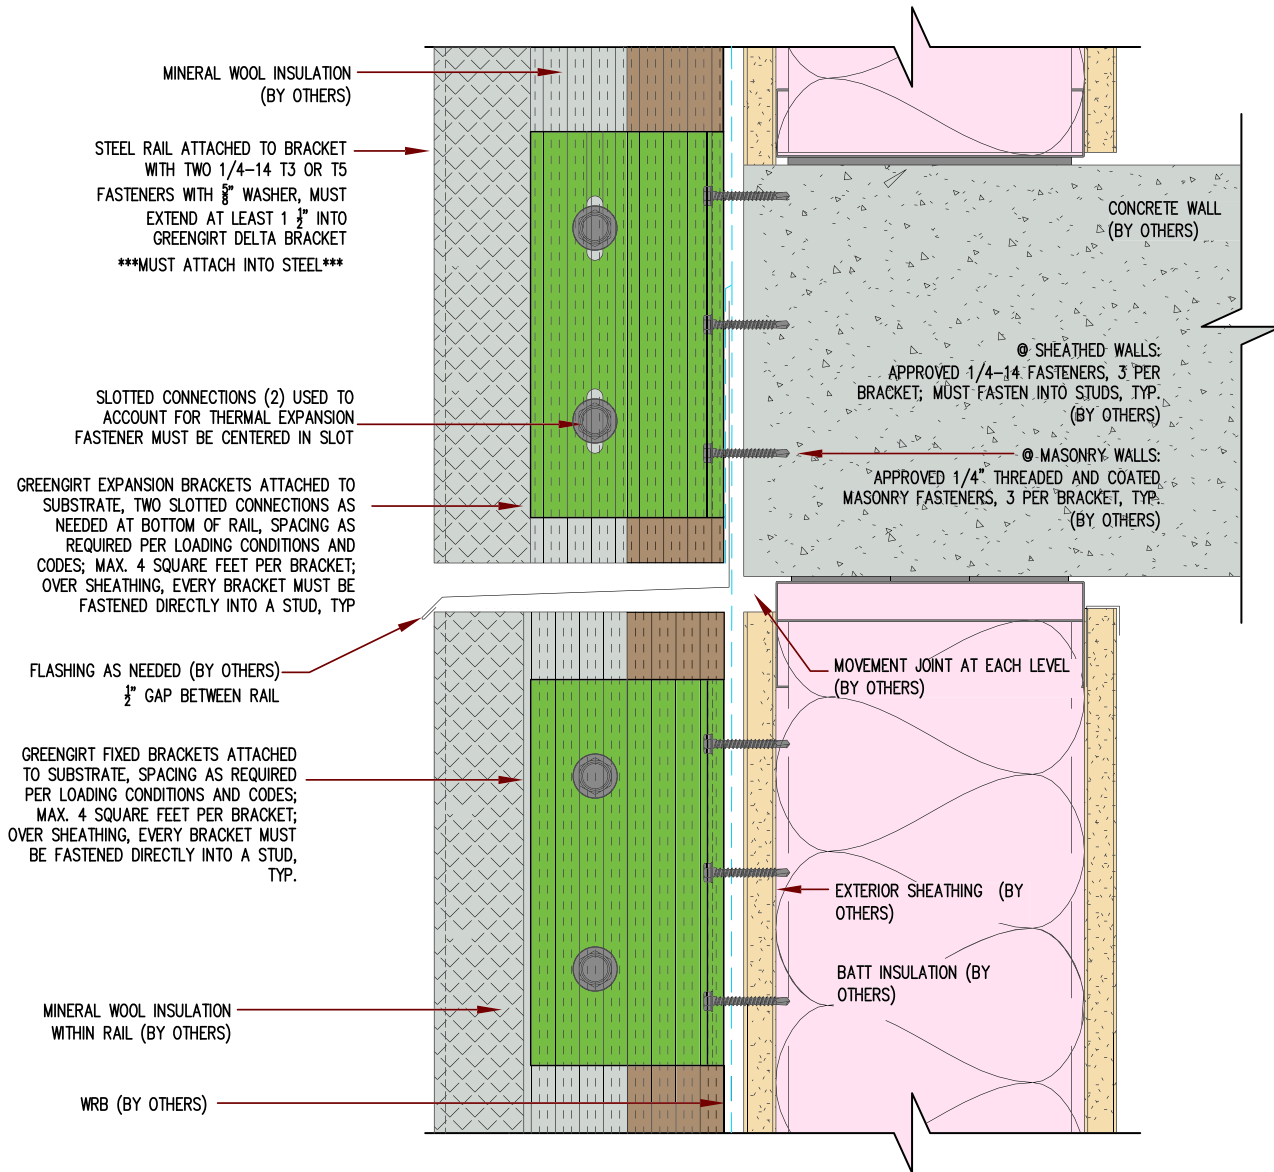 MINERAL WOOL INSULATION
(BY OTHERS)
STEEL RAIL ATTACHED TO BRACKET
WITH TWO 1/4-14 T3 OR T5
FASTENERS WITH 5/8" WASHER, MUST
EXTEND AT LEAST 1 1/2" INTO
GREENGIRT DELTA BRACKET
***MUST ATTACH INTO STEEL***
SLOTTED CONNECTIONS (2) USED TO
ACCOUNT FOR THERMAL EXPANSION
FASTENER MUST BE CENTERED IN SLOT
GREENGIRT EXPANSION BRACKETS ATTACHED TO
SUBSTRATE, TWO SLOTTED CONNECTIONS AS
NEEDED AT BOTTOM OF RAIL, SPACING AS
REQUIRED PER LOADING CONDITIONS AND
CODES; MAX. 4 SQUARE FEET PER BRACKET;
OVER SHEATHING, EVERY BRACKET MUST BE
FASTENED DIRECTLY INTO A STUD, TYP
FLASHING AS NEEDED (BY OTHERS)
1/2" GAP BETWEEN RAIL
GREENGIRT FIXED BRACKETS ATTACHED
TO SUBSTRATE, SPACING AS REQUIRED
PER LOADING CONDITIONS AND CODES;
MAX. 4 SQUARE FEET PER BRACKET;
OVER SHEATHING, EVERY BRACKET MUST
BE FASTENED DIRECTLY INTO A STUD,
TYP.
MINERAL WOOL INSULATION
WITHIN RAIL (BY OTHERS)
WRB (BY OTHERS)
CONCRETE WALL
(BY OTHERS)
@ SHEATHED WALLS:
APPROVED 1/4-14 FASTENERS, 3 PER
BRACKET; MUST FASTEN INTO STUDS, TYP.
(BY OTHERS)
@ MASONRY WALLS:
APPROVED 1/4" THREADED AND COATED
MASONRY FASTENERS, 3 PER BRACKET, TYP.
(BY OTHERS)
MOVEMENT JOINT AT EACH LEVEL
(BY OTHERS)
EXTERIOR SHEATHING (BY
OTHERS)
BATT INSULATION (BY
OTHERS)